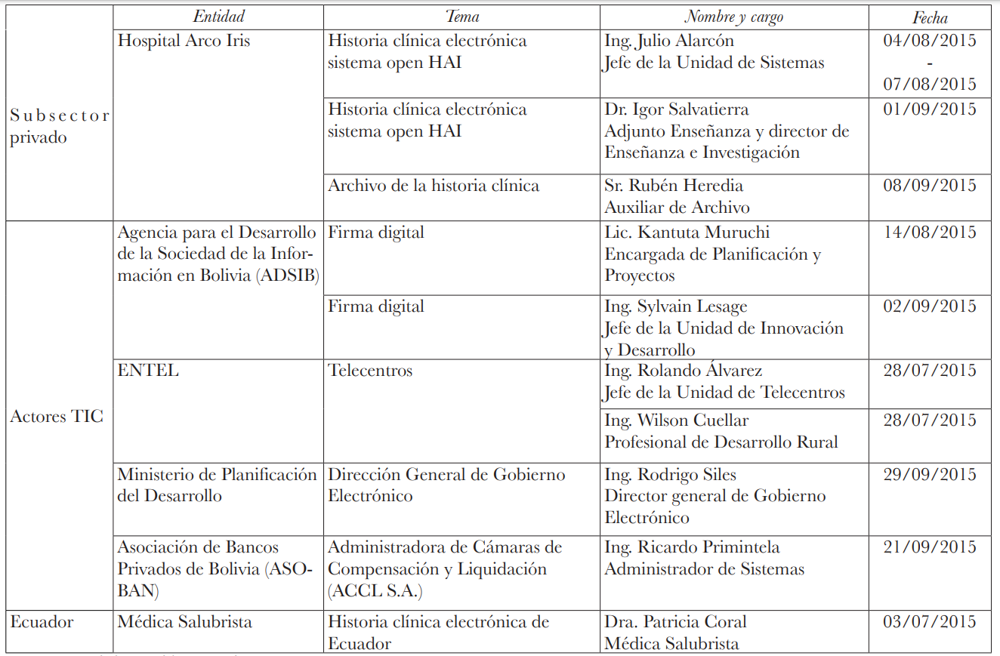 Entidad Tema Nombre y cargo Fecha
Subsector privado
Hospital Arco Iris
Historia clínica electrónica
sistema open HAI
Ing. Julio Alarcón
Jefe de la Unidad de Sistemas
04/08/2015
-
07/08/2015
Historia clínica electrónica
sistema open HAI
Dr. Igor Salvatierra
Adjunto Enseñanza y director de
Enseñanza e Investigación
01/09/2015
Archivo de la historia clínica
Sr. Rubén Heredia
Auxiliar de Archivo
08/09/2015
Actores TIC
Agencia para el Desarrollo
de la Sociedad de la Infor-
mación en Bolivia (ADSIB)
Firma digital
Lic. Kantuta Muruchi
Encargada de Planificación y
Proyectos
14/08/2015
Firma digital
Ing. Sylvain Lesage
Jefe de la Unidad de Innovación
y Desarrollo
02/09/2015
ENTEL
Telecentros
Ing. Rolando Álvarez
Jefe de la Unidad de Telecentros
28/07/2015
Ing. Wilson Cuellar
Profesional de Desarrollo Rural
28/07/2015
Ministerio de Planificación
del Desarrollo
Dirección General de Gobierno
Electrónico
Ing. Rodrigo Siles
Director general de Gobierno
Electrónico
29/09/2015
Asociación de Bancos
Privados de Bolivia (ASO-
BAN)
Administradora de Cámaras de
Compensación y Liquidación
(ACCL S.A.)
Ing. Ricardo Primintela
Administrador de Sistemas
21/09/2015
Ecuador
Médica Salubrista
Historia clínica electrónica de
Ecuador
Dra. Patricia Coral
Médica Salubrista
03/07/2015